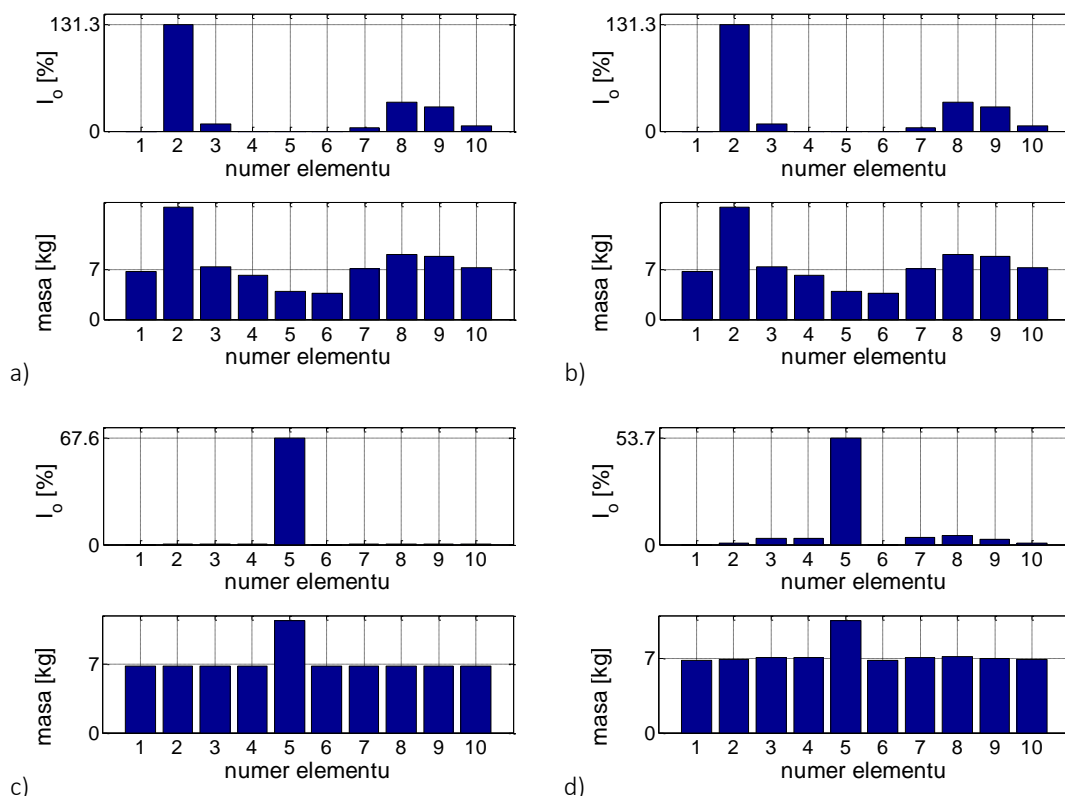 131.3
I_o [%]
0
1 2 3 4 5 6 7 8 9 10
numer elementu
masa [kg]
7
0
1 2 3 4 5 6 7 8 9 10
numer elementu
a)
131.3
I_o [%]
0
1 2 3 4 5 6 7 8 9 10
numer elementu
masa [kg]
7
0
1 2 3 4 5 6 7 8 9 10
numer elementu
b)
67.6
I_o [%]
0
1 2 3 4 5 6 7 8 9 10
numer elementu
masa [kg]
7
0
1 2 3 4 5 6 7 8 9 10
numer elementu
c)
53.7
I_o [%]
0
1 2 3 4 5 6 7 8 9 10
numer elementu
masa [kg]
7
0
1 2 3 4 5 6 7 8 9 10
numer elementu
d)